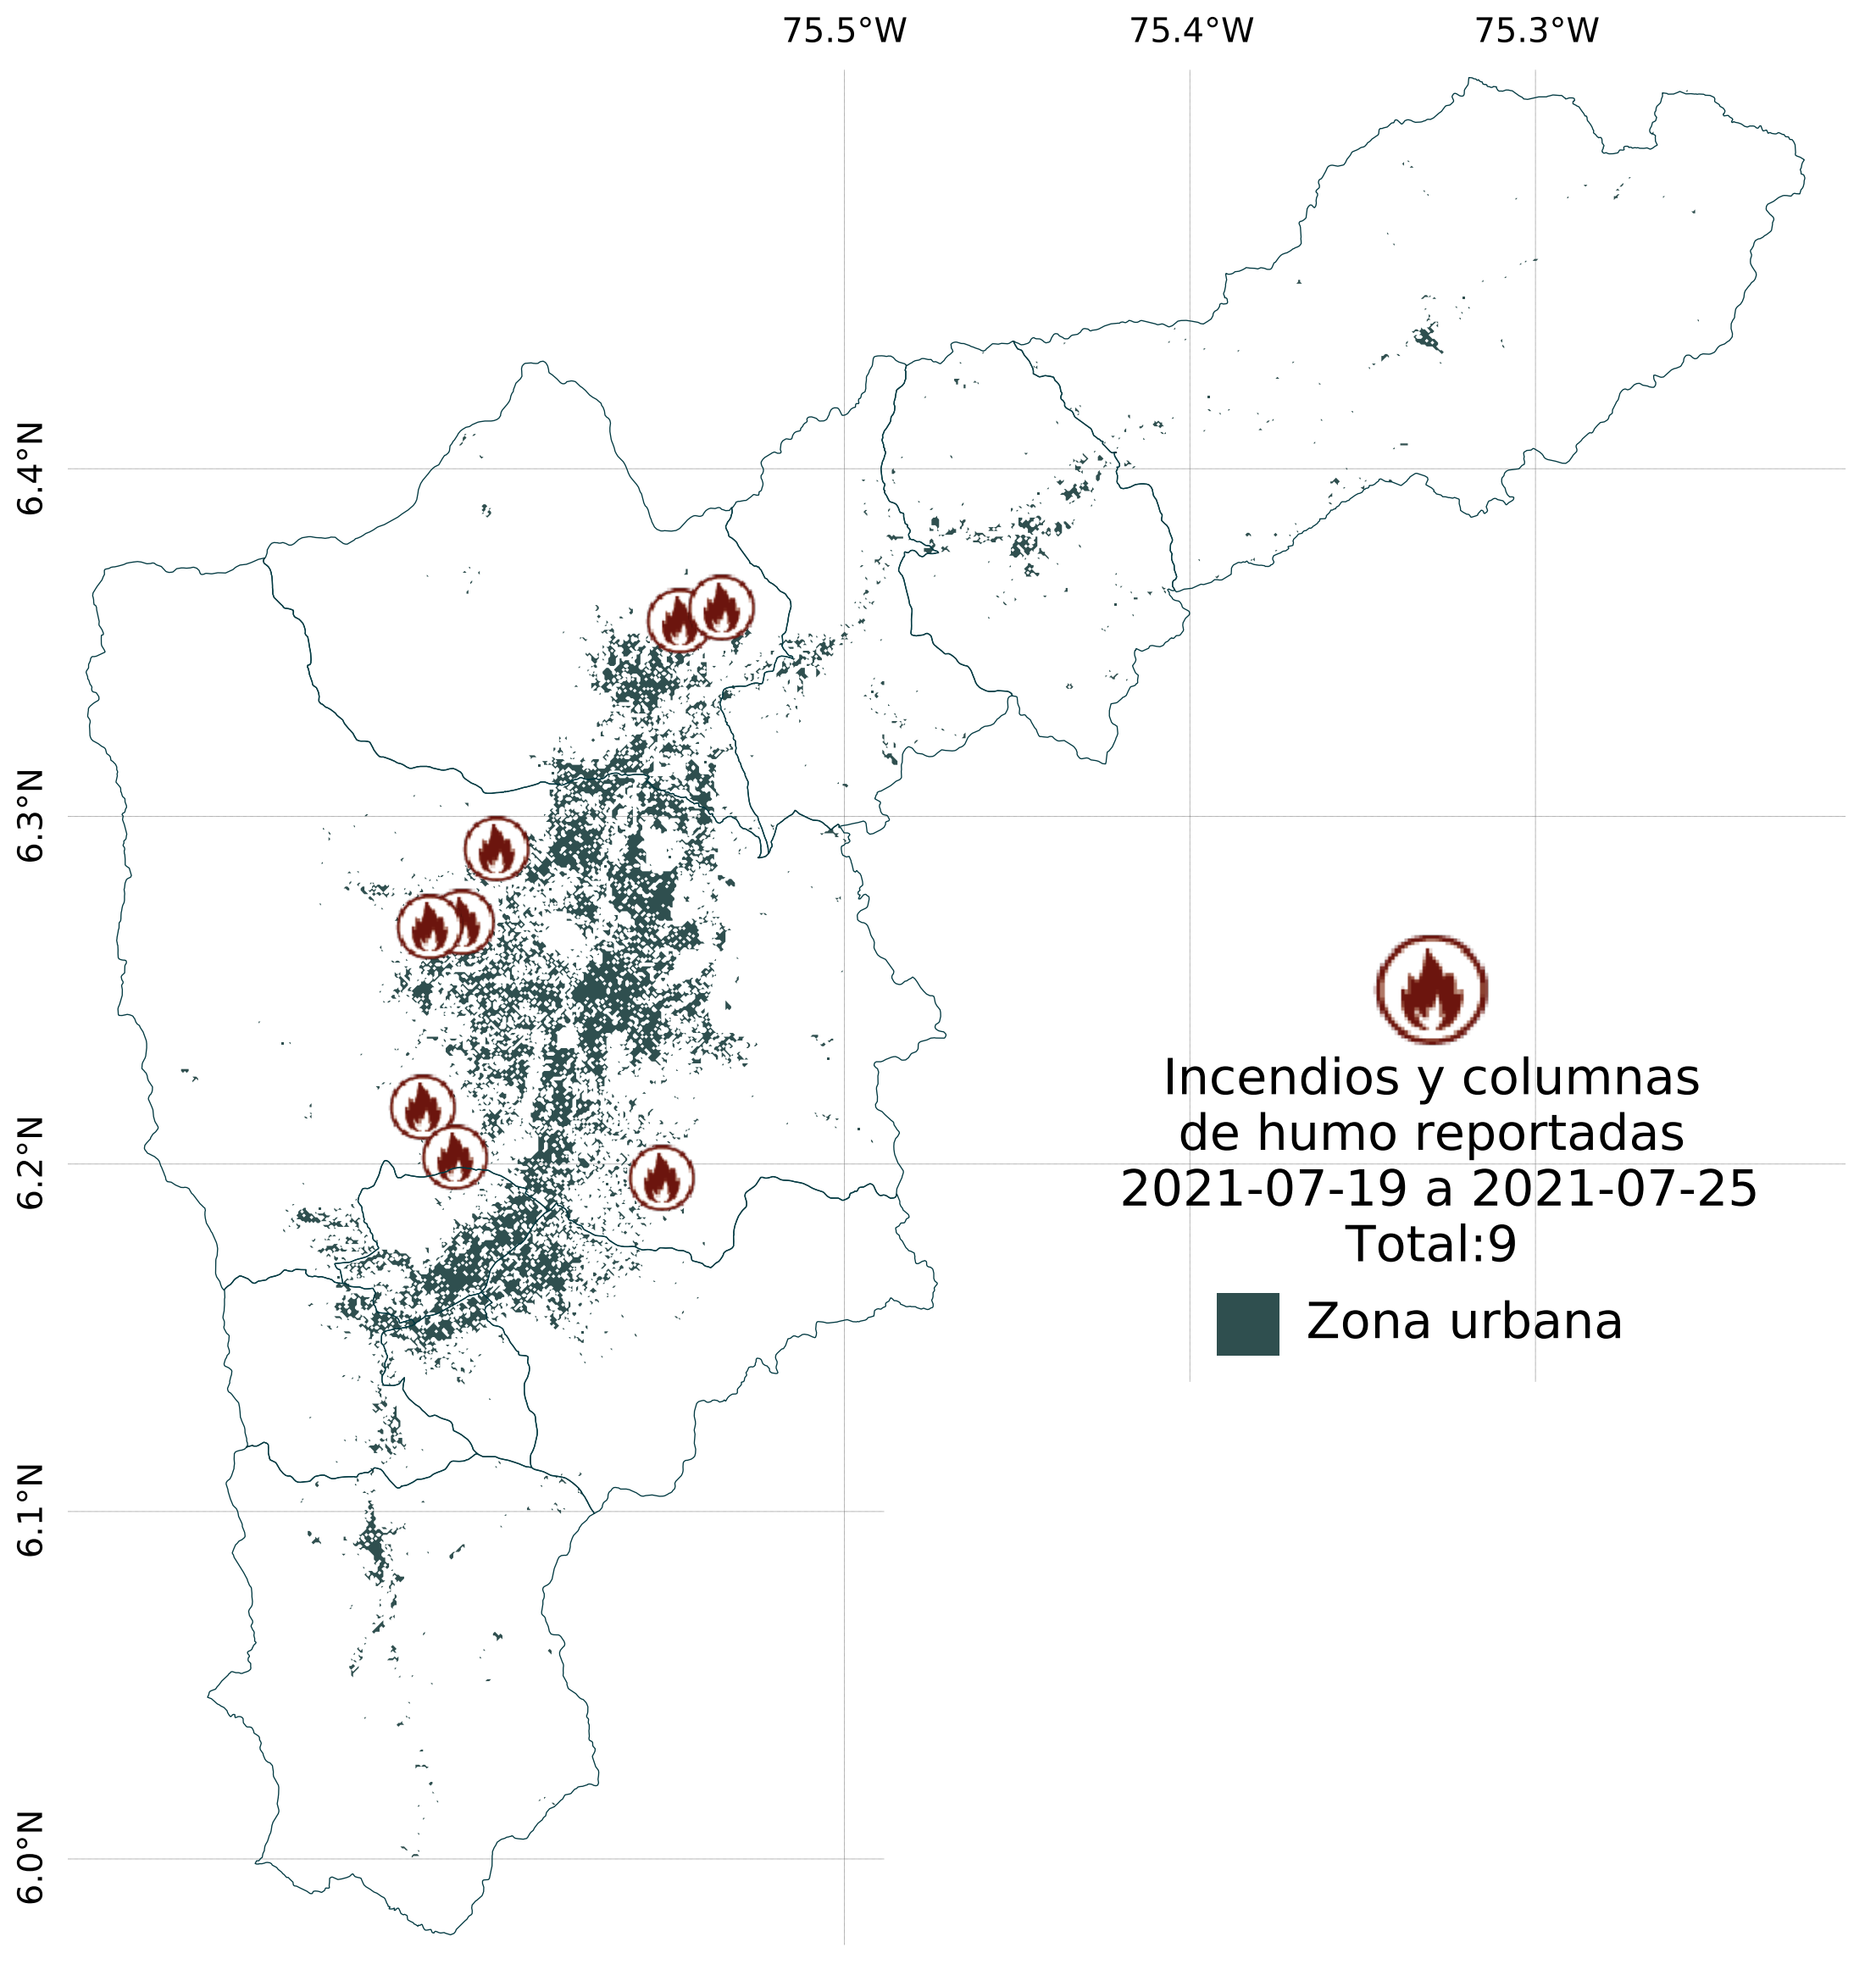 75.5°W
75.4°W
75.3°W
6.4°N
6.3°N
6.2°N
6.1°N
6.0°N
Incendios y columnas
de humo reportadas
2021-07-19 a 2021-07-25
Total:9
Zona urbana